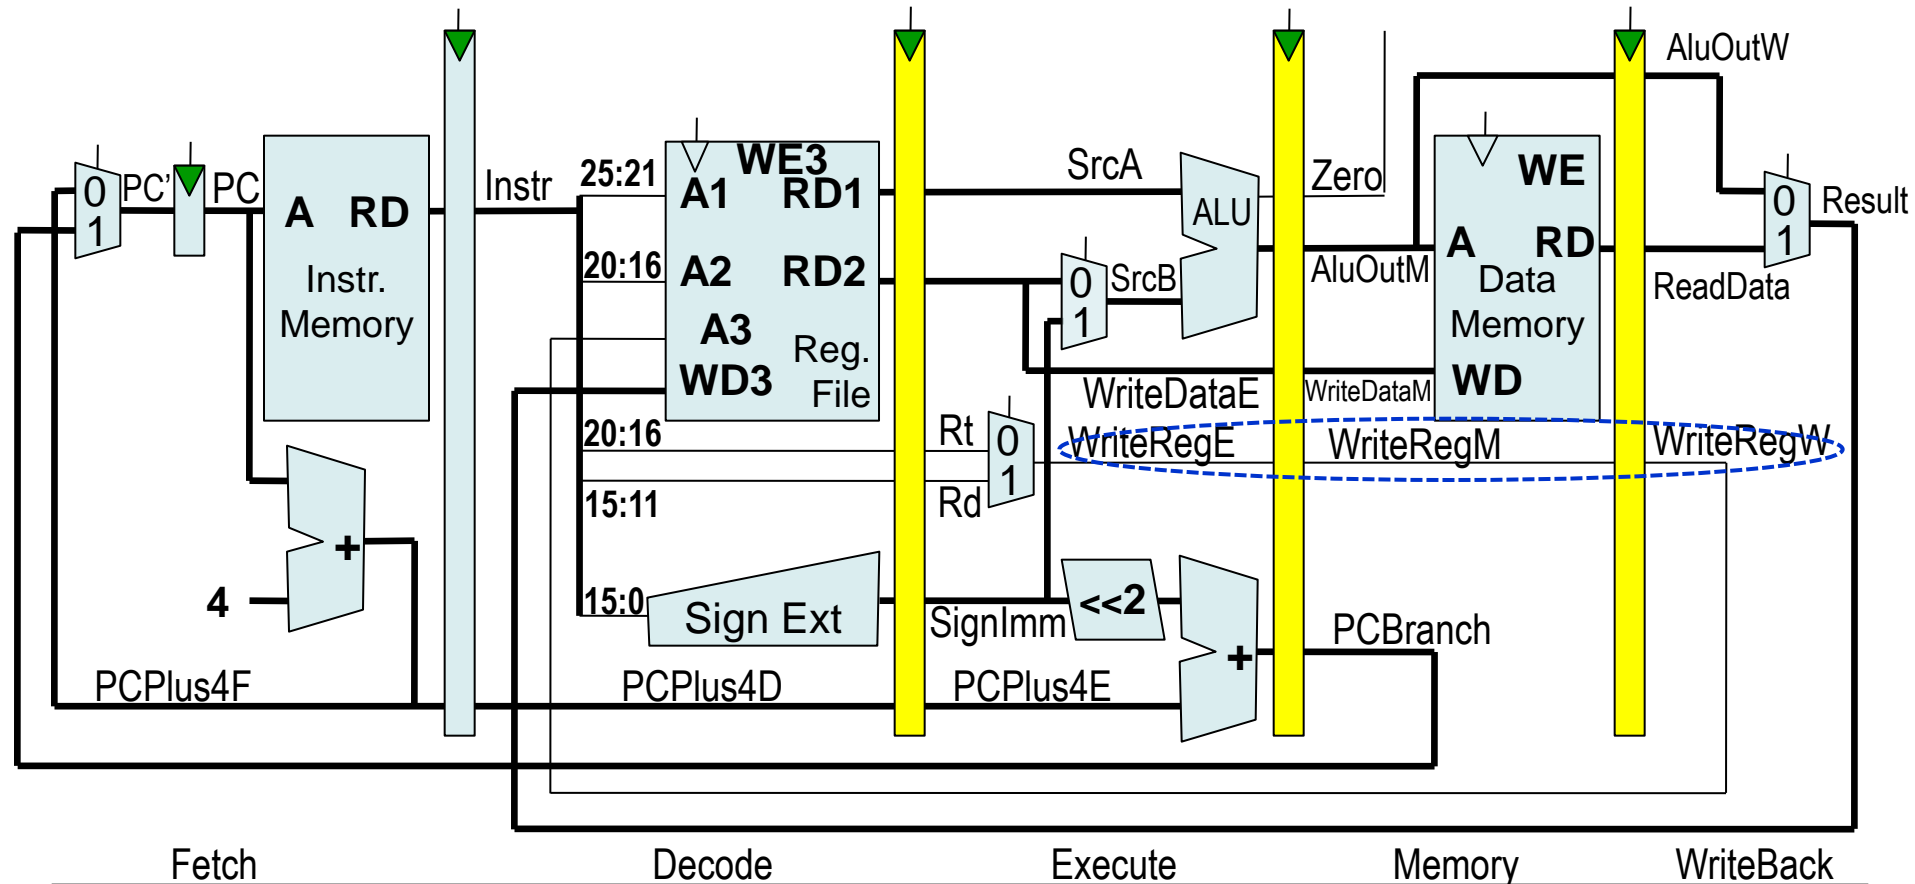 AluOutW
PC'
PC
0
1
A RD
Instr.
Memory
Instr
25:21
20:16
WE3
A1 RD1
A2 RD2
A3
WD3
Reg.
File
SrcA
0
1
SrcB
ALU
Zero
AluOutM
WE
A RD
Data
Memory
WD
ReadData
0
1
Result
WriteDataE
WriteDataM
20:16
15:11
Rt
Rd
0
1
WriteRegE
WriteRegM
WriteRegW
+
4
15:0
Sign Ext
SignImm
<<2
+
PCBranch
PCPlus4F
PCPlus4D
PCPlus4E
Fetch
Decode
Execute
Memory
WriteBack